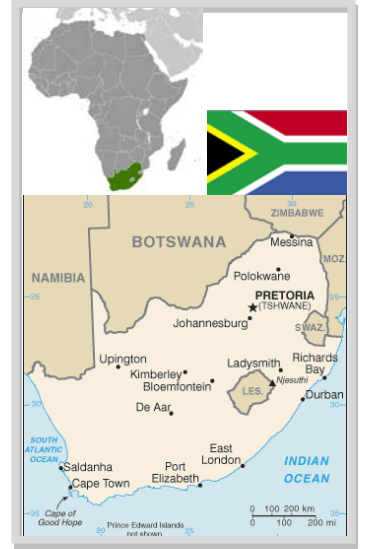 20
30
ZIMBABWE
BOTSWANA
Messina
MOZ.
Polokwane
NAMIBIA
25
PRETORIA
25
(TSHWANE)
Johannesburg
SWAZ.
Upington
Ladysmith
Richards
Bay
Kimberley
Njesuthi
Bloemfontein
LES.
Durban
De Aar
30
30
SOUTH
ATLANTIC
OCEAN
Saldanha
East
London
INDIAN
OCEAN
Port
Elizabeth
Cape Town
Cape of
Good Hope
0 100 200 km
0 100 200 mi
35
35
Prince Edward Islands
not shown
20
25